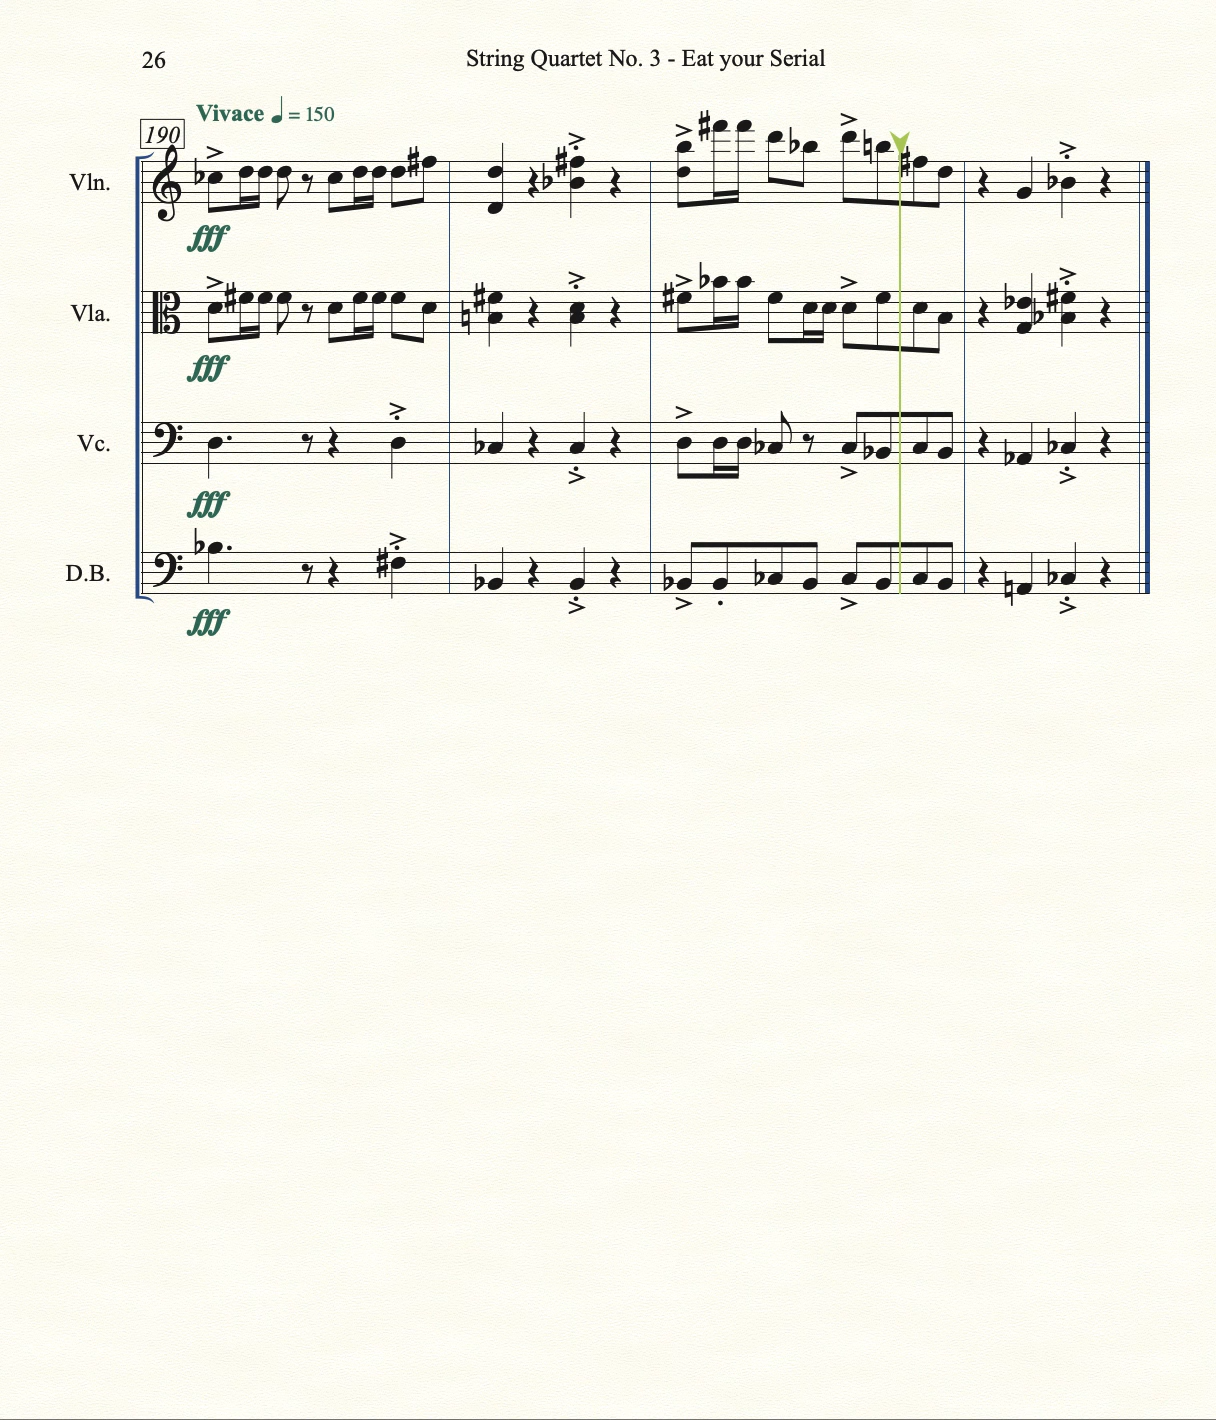 26
String Quartet No. 3 - Eat your Serial
Vivace ♩ = 150
190
Vln.
fff
Vla.
fff
Vc.
fff
D.B.
fff